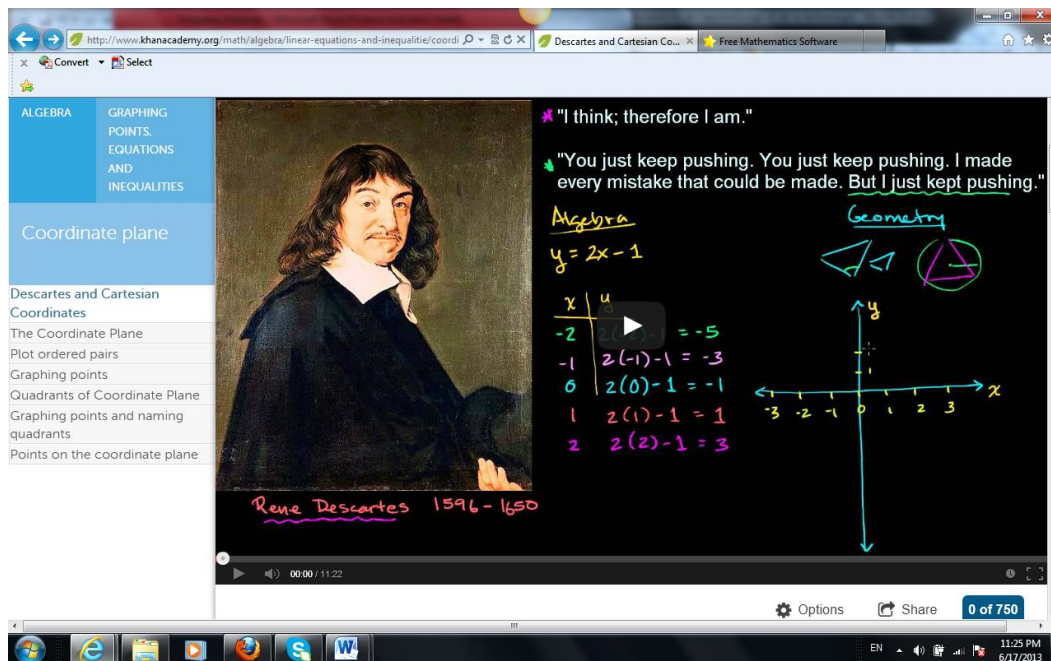 http://www.khanacademy.org/math/algebra/linear-equations-and-inequalitie/coordi
Descartes and Cartesian Co...
Free Mathematics Software
x Convert Select
ALGEBRA
GRAPHING
POINTS,
EQUATIONS
AND
INEQUALITIES
Coordinate plane
Descartes and Cartesian
Coordinates
The Coordinate Plane
Plot ordered pairs
Graphing points
Quadrants of Coordinate Plane
Graphing points and naming
quadrants
Points on the coordinate plane
"I think; therefore I am."
"You just keep pushing. You just keep pushing. I made
every mistake that could be made. But I just kept pushing."
Algebra
y = 2x - 1
x y
-2 = -5
-1 2(-1)-1 = -3
0 2(0)-1 = -1
1 2(1)-1 = 1
2 2(2)-1 = 3
Geometry
y
1
x
-3 -2 -1 0 1 2 3
Rene Descartes 1596-1650
00:00 / 11:22
Options
Share
0 of 750
EN
11:25 PM
6/17/2013